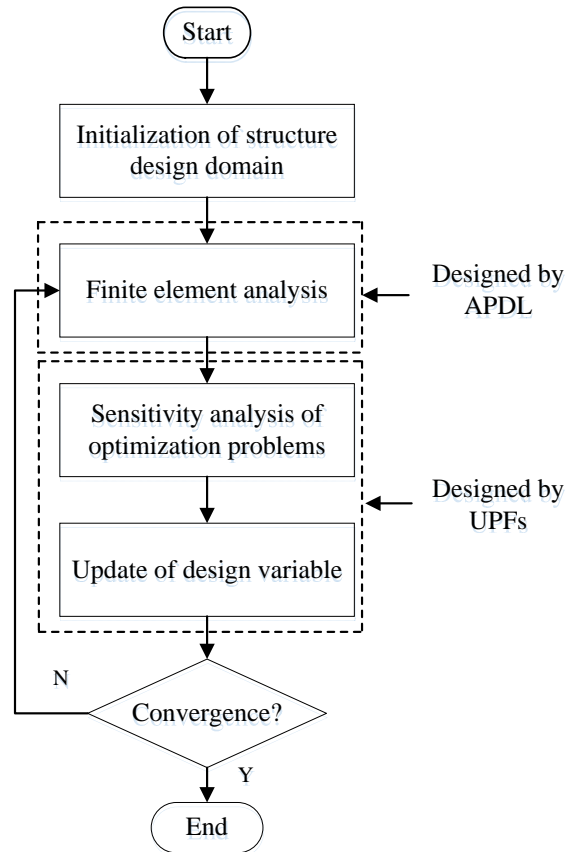 Start
Initialization of structure
design domain
Finite element analysis
Designed by
APDL
Sensitivity analysis of
optimization problems
Designed by
UPFs
Update of design variable
N
Convergence?
Y
End